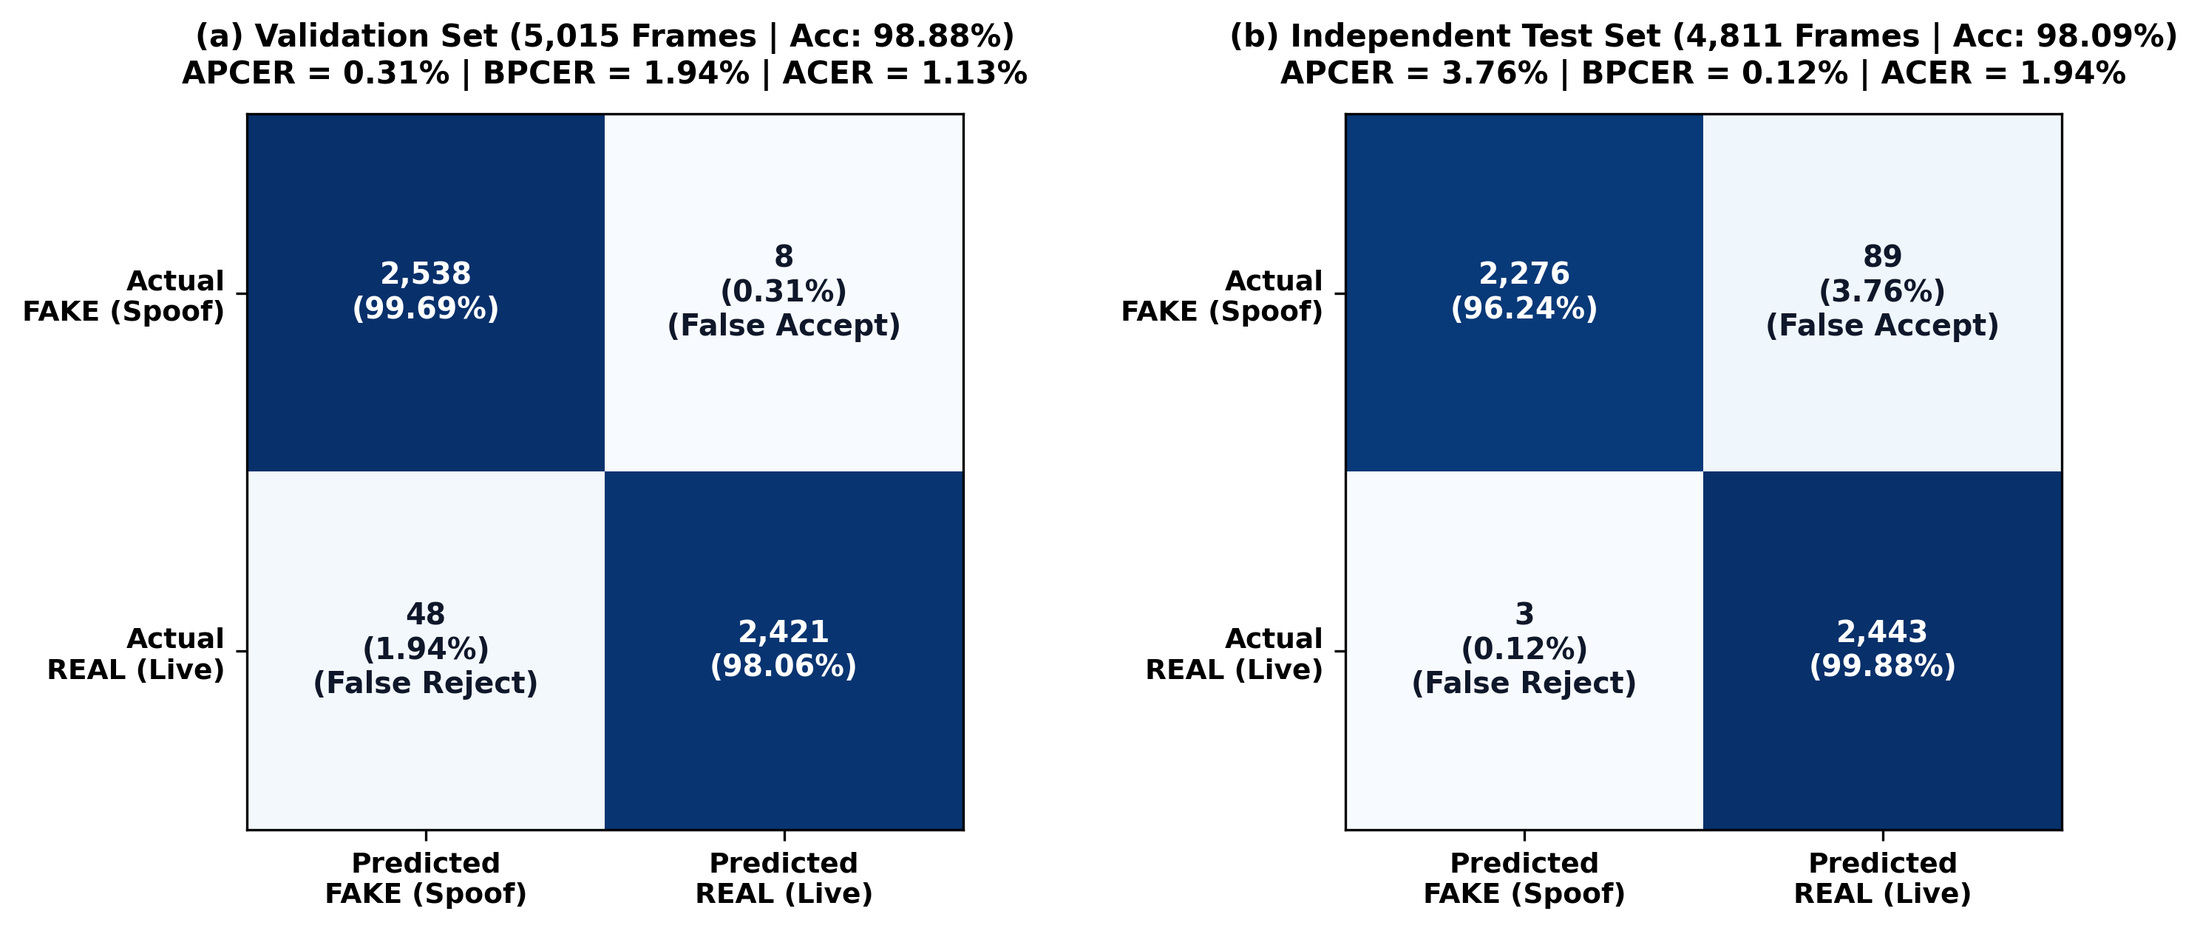 (a) Validation Set (5,015 Frames | Acc: 98.88%)
APCER = 0.31% | BPCER = 1.94% | ACER = 1.13%
Actual
FAKE (Spoof)
2,538
(99.69%)
8
(0.31%)
(False Accept)
Actual
REAL (Live)
48
(1.94%)
(False Reject)
2,421
(98.06%)
Predicted
FAKE (Spoof)
Predicted
REAL (Live)
(b) Independent Test Set (4,811 Frames | Acc: 98.09%)
APCER = 3.76% | BPCER = 0.12% | ACER = 1.94%
Actual
FAKE (Spoof)
2,276
(96.24%)
89
(3.76%)
(False Accept)
Actual
REAL (Live)
3
(0.12%)
(False Reject)
2,443
(99.88%)
Predicted
FAKE (Spoof)
Predicted
REAL (Live)